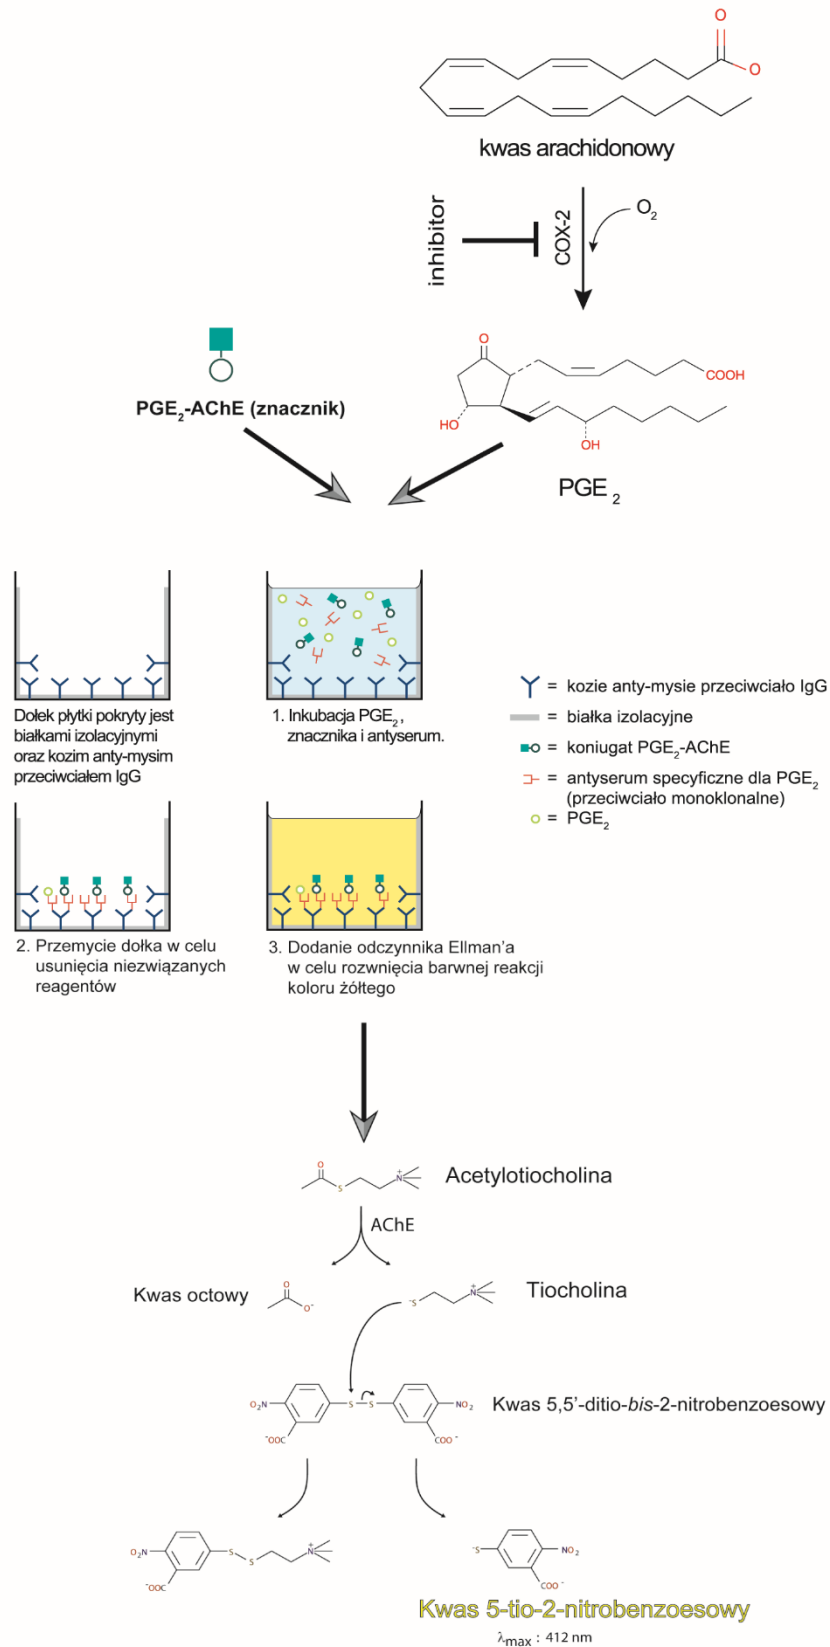 O
O
kwas arachidonowy
inhibitor
COX-2
O2
PGE2-AChE (znacznik)
O
COOH
HO
OH
PGE 2
Dołek płytki pokryty jest
białkami izolacyjnymi
oraz kozim anty-mysim
przeciwciałem IgG
1. Inkubacja PGE2 ,
znacznika i antyserum.
= kozie anty-mysie przeciwciało IgG
= białka izolacyjne
= koniugat PGE2-AChE
= antyserum specyficzne dla PGE2
(przeciwciało monoklonalne)
= PGE2
2. Przemycie dołka w celu
usunięcia niezwiązanych
reagentów
3. Dodanie odczynnika Ellman'a
w celu rozwnięcia barwnej reakcji
koloru żółtego
O
S
N+
Acetylotiocholina
AChE
Kwas octowy
O
O-
-S
N+
Tiocholina
O2N
S
S
NO2
-OOC
COO -
Kwas 5,5'-ditio-bis-2-nitrobenzoesowy
O2N
S
S
N+
-OOC
-S
NO2
COO -
Kwas 5-tio-2-nitrobenzoesowy
λmax : 412 nm